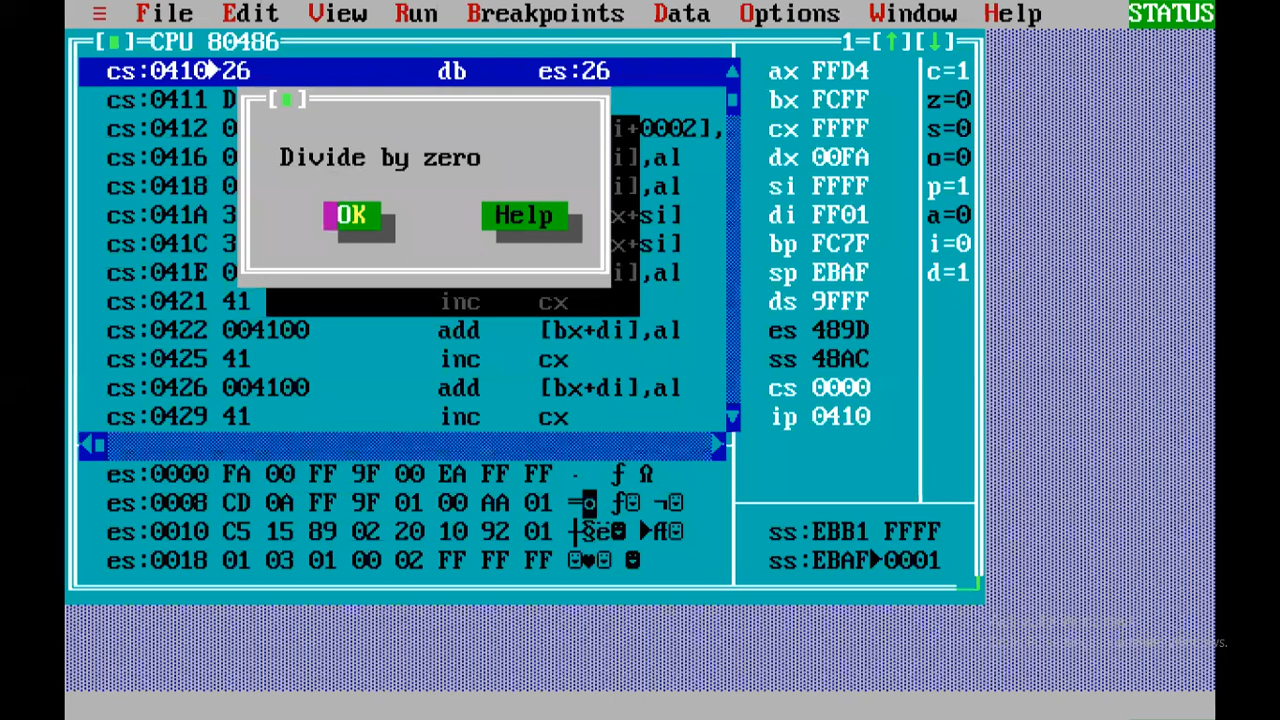 ≡ File Edit View Run Breakpoints Data Options Window Help STATUS
[■]=CPU 80486 1=[↑][↓]
cs:0410►26 db es:26 ax FFD4 c=1
cs:0411 D bx FCFF z=0
cs:0412 0 i+0002], cx FFFF s=0
cs:0416 0 i],al dx 00FA o=0
cs:0418 0 i],al si FFFF p=1
cs:041A 3 x+si] di FF01 a=0
cs:041C 3 x+si] bp FC7F i=0
cs:041E 0 i],al sp EBAF d=1
cs:0421 41 inc cx ds 9FFF
cs:0422 004100 add [bx+di],al es 489D
cs:0425 41 inc cx ss 48AC
cs:0426 004100 add [bx+di],al cs 0000
cs:0429 41 inc cx ip 0410
[■]
Divide by zero
OK Help
es:0000 FA 00 FF 9F 00 EA FF FF · ƒ Ω
es:0008 CD 0A FF 9F 01 00 AA 01 =◙ ƒ☺ ¬☺
es:0010 C5 15 89 02 20 10 92 01 ┼§ë☻ ►Æ☺
es:0018 01 03 01 00 02 FF FF FF ☺♥☺ ☻
ss:EBB1 FFFF
ss:EBAF►0001